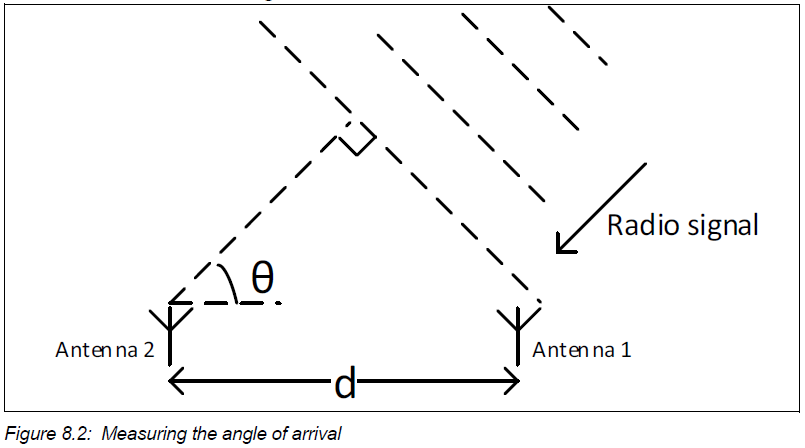 Radio signal
θ
Antenna 2
Antenna 1
d
Figure 8.2: Measuring the angle of arrival